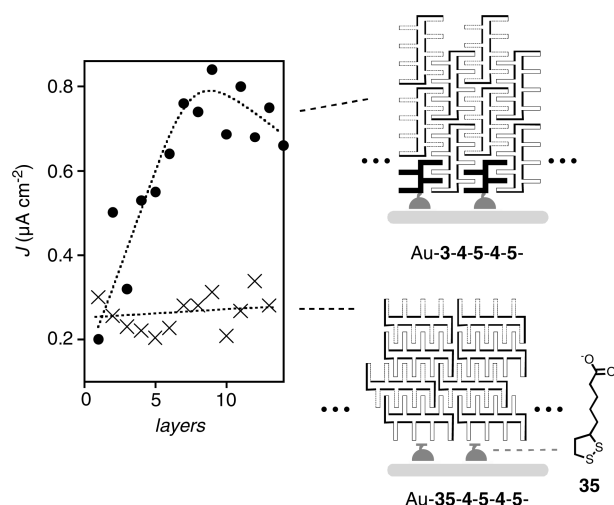 0.8
0.6
0.4
0.2
J (μA cm⁻²)
0
5
10
layers
•••
•••
Au-3-4-5-4-5-
•••
•••
Au-35-4-5-4-5-
⁻O
O
S
S
35